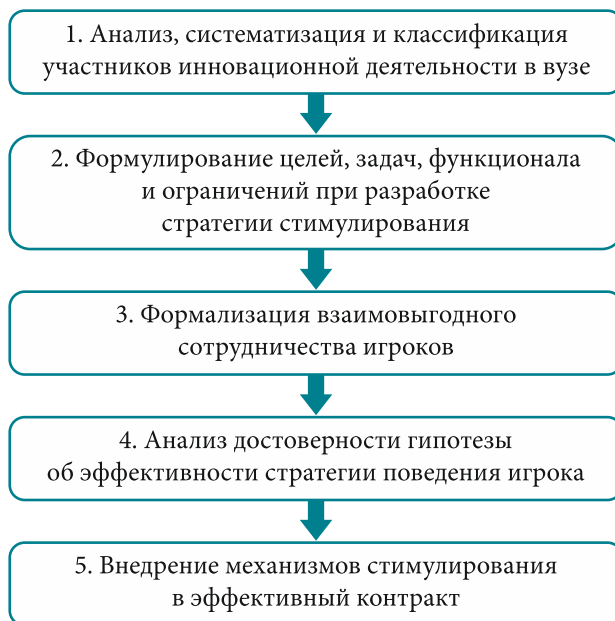 1. Анализ, систематизация и классификация
участников инновационной деятельности в вузе
2. Формулирование целей, задач, функционала
и ограничений при разработке
стратегии стимулирования
3. Формализация взаимовыгодного
сотрудничества игроков
4. Анализ достоверности гипотезы
об эффективности стратегии поведения игрока
5. Внедрение механизмов стимулирования
в эффективный контракт